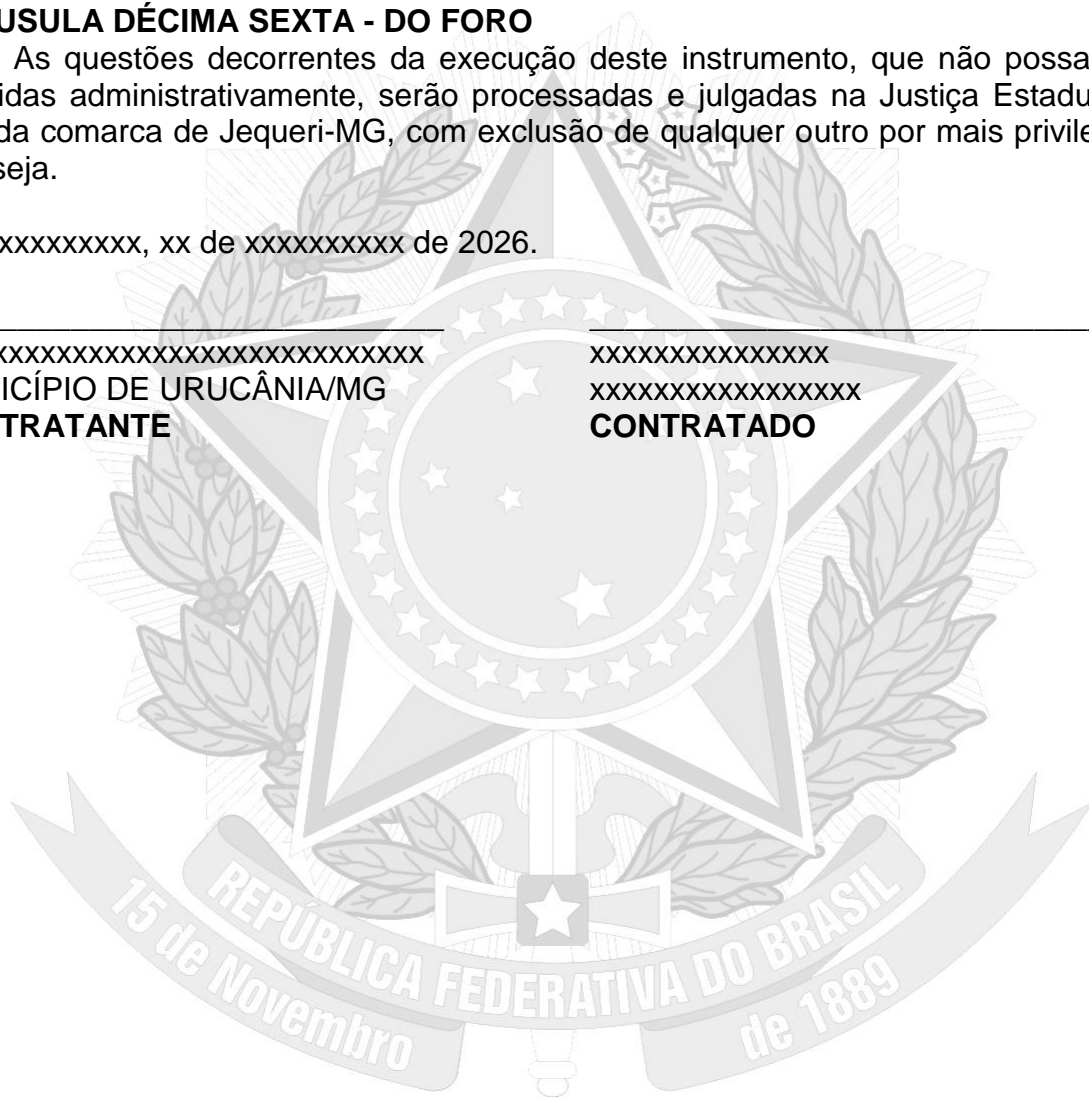 USULA DÉCIMA SEXTA - DO FORO
As questões decorrentes da execução deste instrumento, que não possa
idas administrativamente, serão processadas e julgadas na Justiça Estadu
da comarca de Jequeri-MG, com exclusão de qualquer outro por mais privile
seja.
xxxxxxxxxx, xx de xxxxxxxxxx de 2026.
xxxxxxxxxxxxxxxxxxxxxxxxxxx xxxxxxxxxxxxxxx
ICÍPIO DE URUCÂNIA/MG xxxxxxxxxxxxxxxxx
TRATANTE CONTRATADO
REPÚBLICA FEDERATIVA DO BRASIL
15 de Novembro de 1889